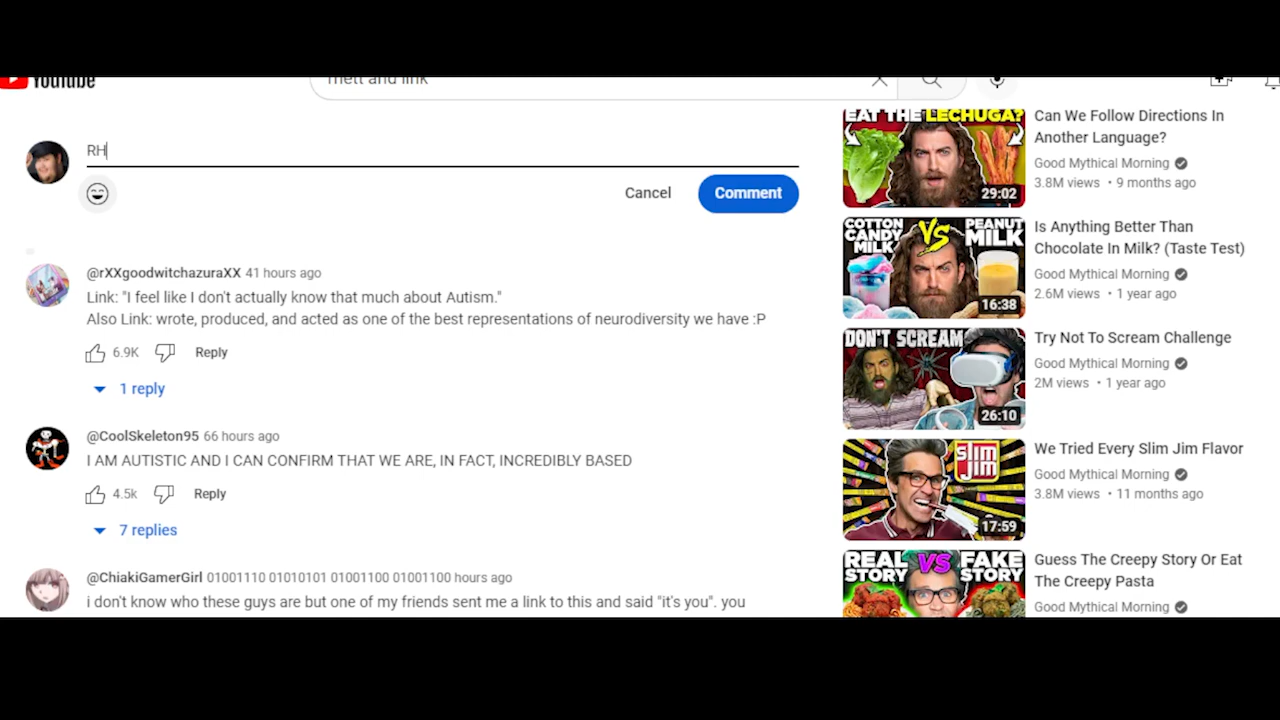 YouTube
rhett and link
RH
Cancel
Comment
@rXXgoodwitchazuraXX 41 hours ago
Link: "I feel like I don't actually know that much about Autism."
Also Link: wrote, produced, and acted as one of the best representations of neurodiversity we have :P
6.9K
Reply
1 reply
@CoolSkeleton95 66 hours ago
I AM AUTISTIC AND I CAN CONFIRM THAT WE ARE, IN FACT, INCREDIBLY BASED
4.5k
Reply
7 replies
@ChiakiGamerGirl 01001110 01010101 01001100 01001100 hours ago
i don't know who these guys are but one of my friends sent me a link to this and said "it's you". you
EAT THE LECHUGA?
29:02
Can We Follow Directions In
Another Language?
Good Mythical Morning
3.8M views • 9 months ago
COTTON
CANDY
MILK
VS
PEANUT
MILK
16:38
Is Anything Better Than
Chocolate In Milk? (Taste Test)
Good Mythical Morning
2.6M views • 1 year ago
DON'T SCREAM
26:10
Try Not To Scream Challenge
Good Mythical Morning
2M views • 1 year ago
SLIM
JIM
17:59
We Tried Every Slim Jim Flavor
Good Mythical Morning
3.8M views • 11 months ago
REAL
STORY
VS
FAKE
STORY
Guess The Creepy Story Or Eat
The Creepy Pasta
Good Mythical Morning